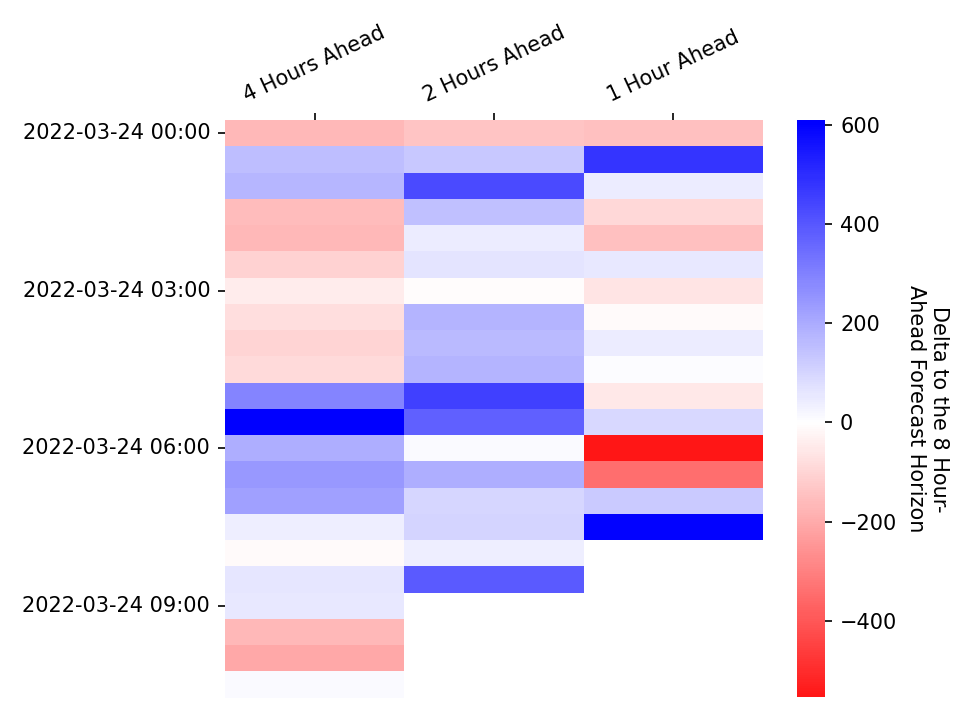 4 Hours Ahead
2 Hours Ahead
1 Hour Ahead
2022-03-24 00:00
2022-03-24 03:00
2022-03-24 06:00
2022-03-24 09:00
600
400
200
0
−200
−400
Delta to the 8 Hour-
Ahead Forecast Horizon